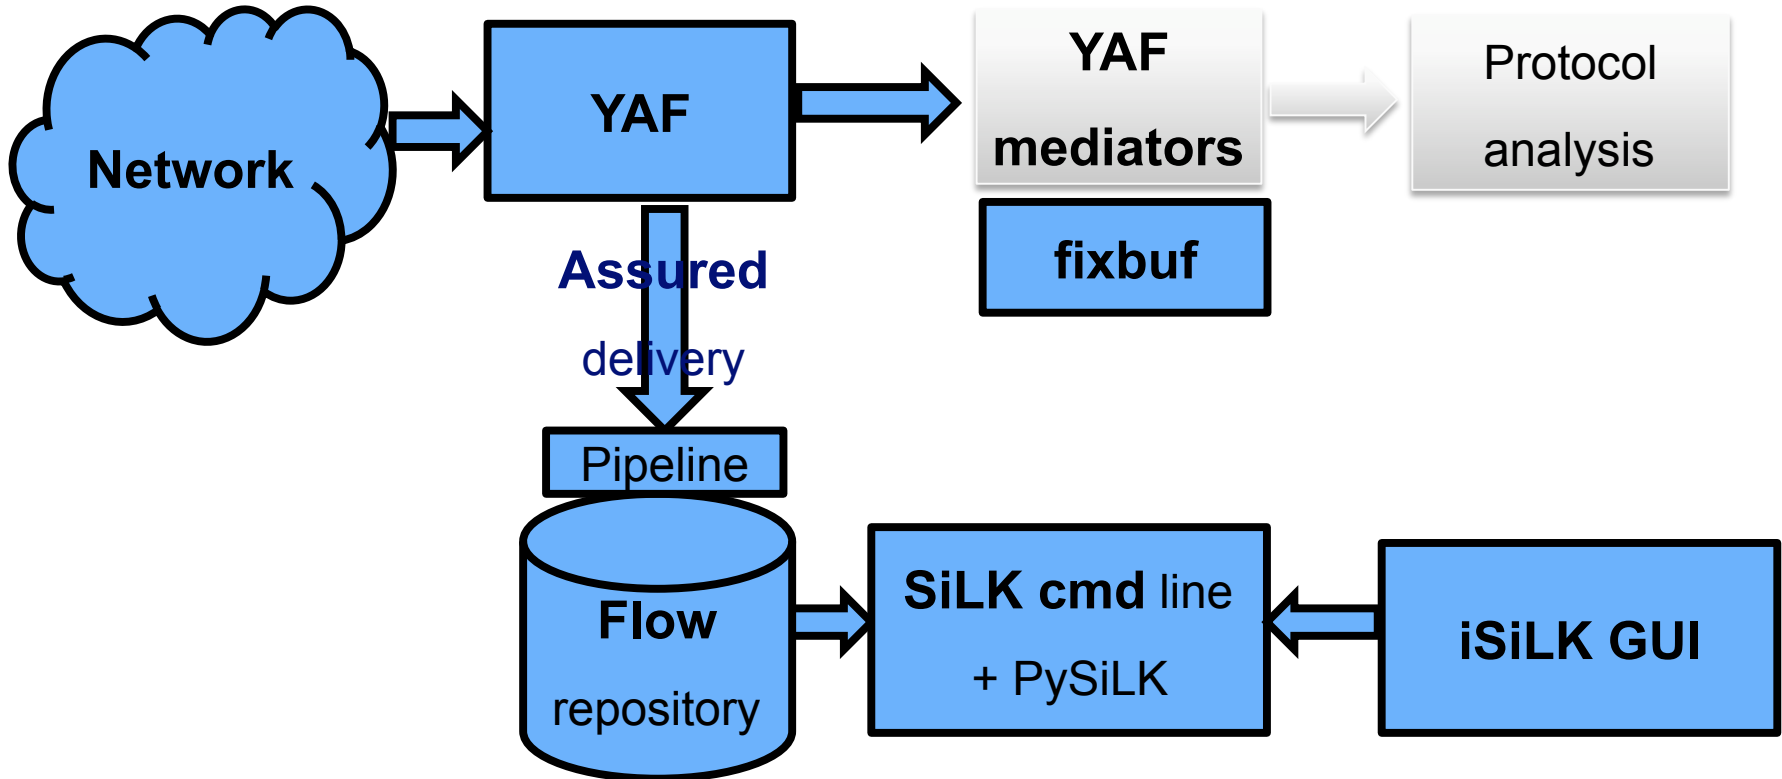 Network
YAF
YAF
mediators
Protocol
analysis
fixbuf
Assured
delivery
Pipeline
Flow
repository
SiLK cmd line
+ PySiLK
iSiLK GUI